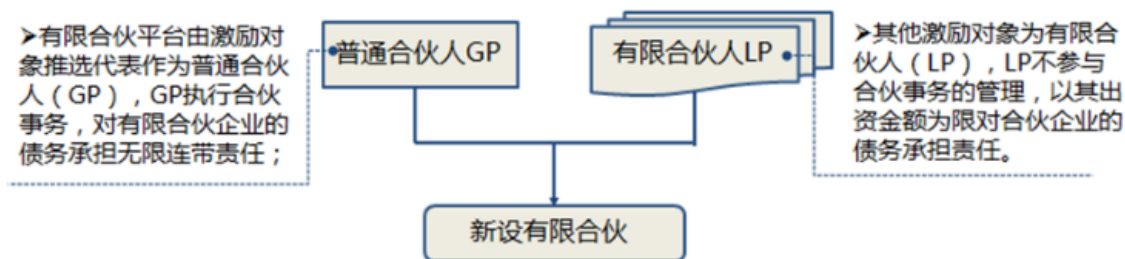 ➢有限合伙平台由激励对
象推选代表作为普通合伙
人（GP），GP执行合伙
事务，对有限合伙企业的
债务承担无限连带责任；
普通合伙人GP
有限合伙人LP
➢其他激励对象为有限合
伙人（LP），LP不参与
合伙事务的管理，以其出
资金额为限对合伙企业的
债务承担责任。
新设有限合伙